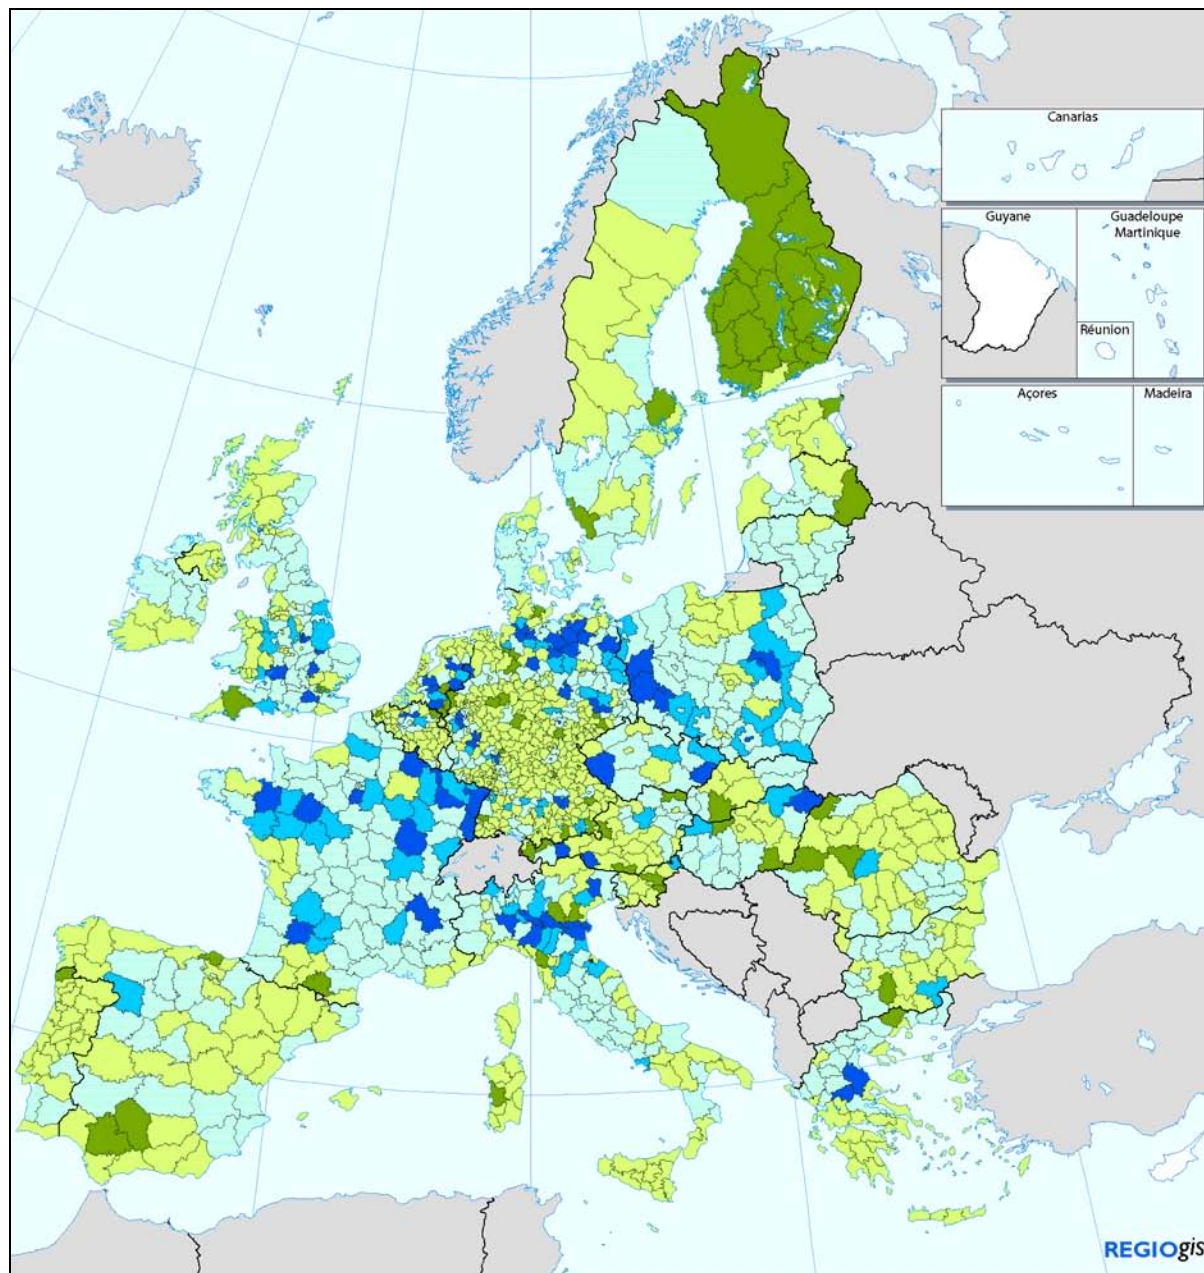 Canarias
Guyane
Guadeloupe
Martinique
Réunion
Açores
Madeira
REGIOgis